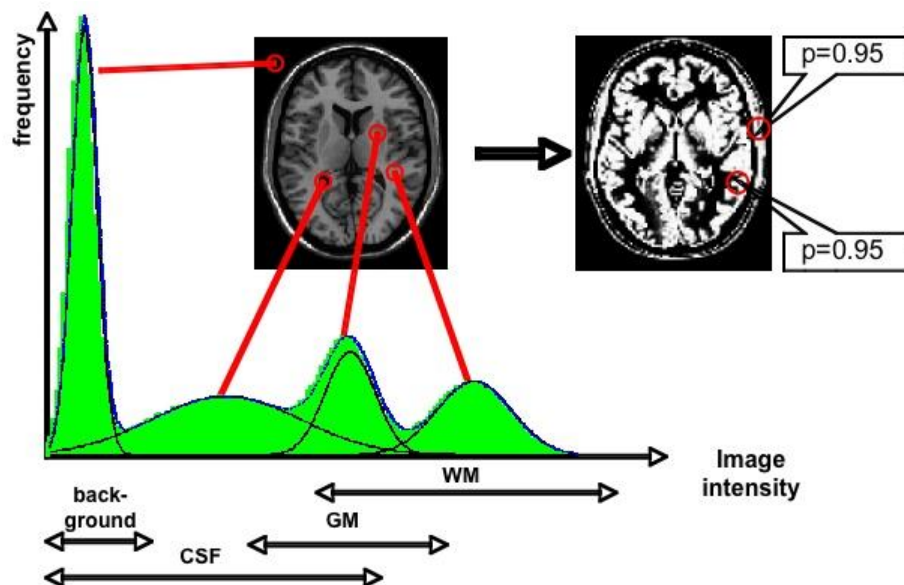 frequency
p=0.95
p=0.95
Image
intensity
WM
back-
ground
GM
CSF